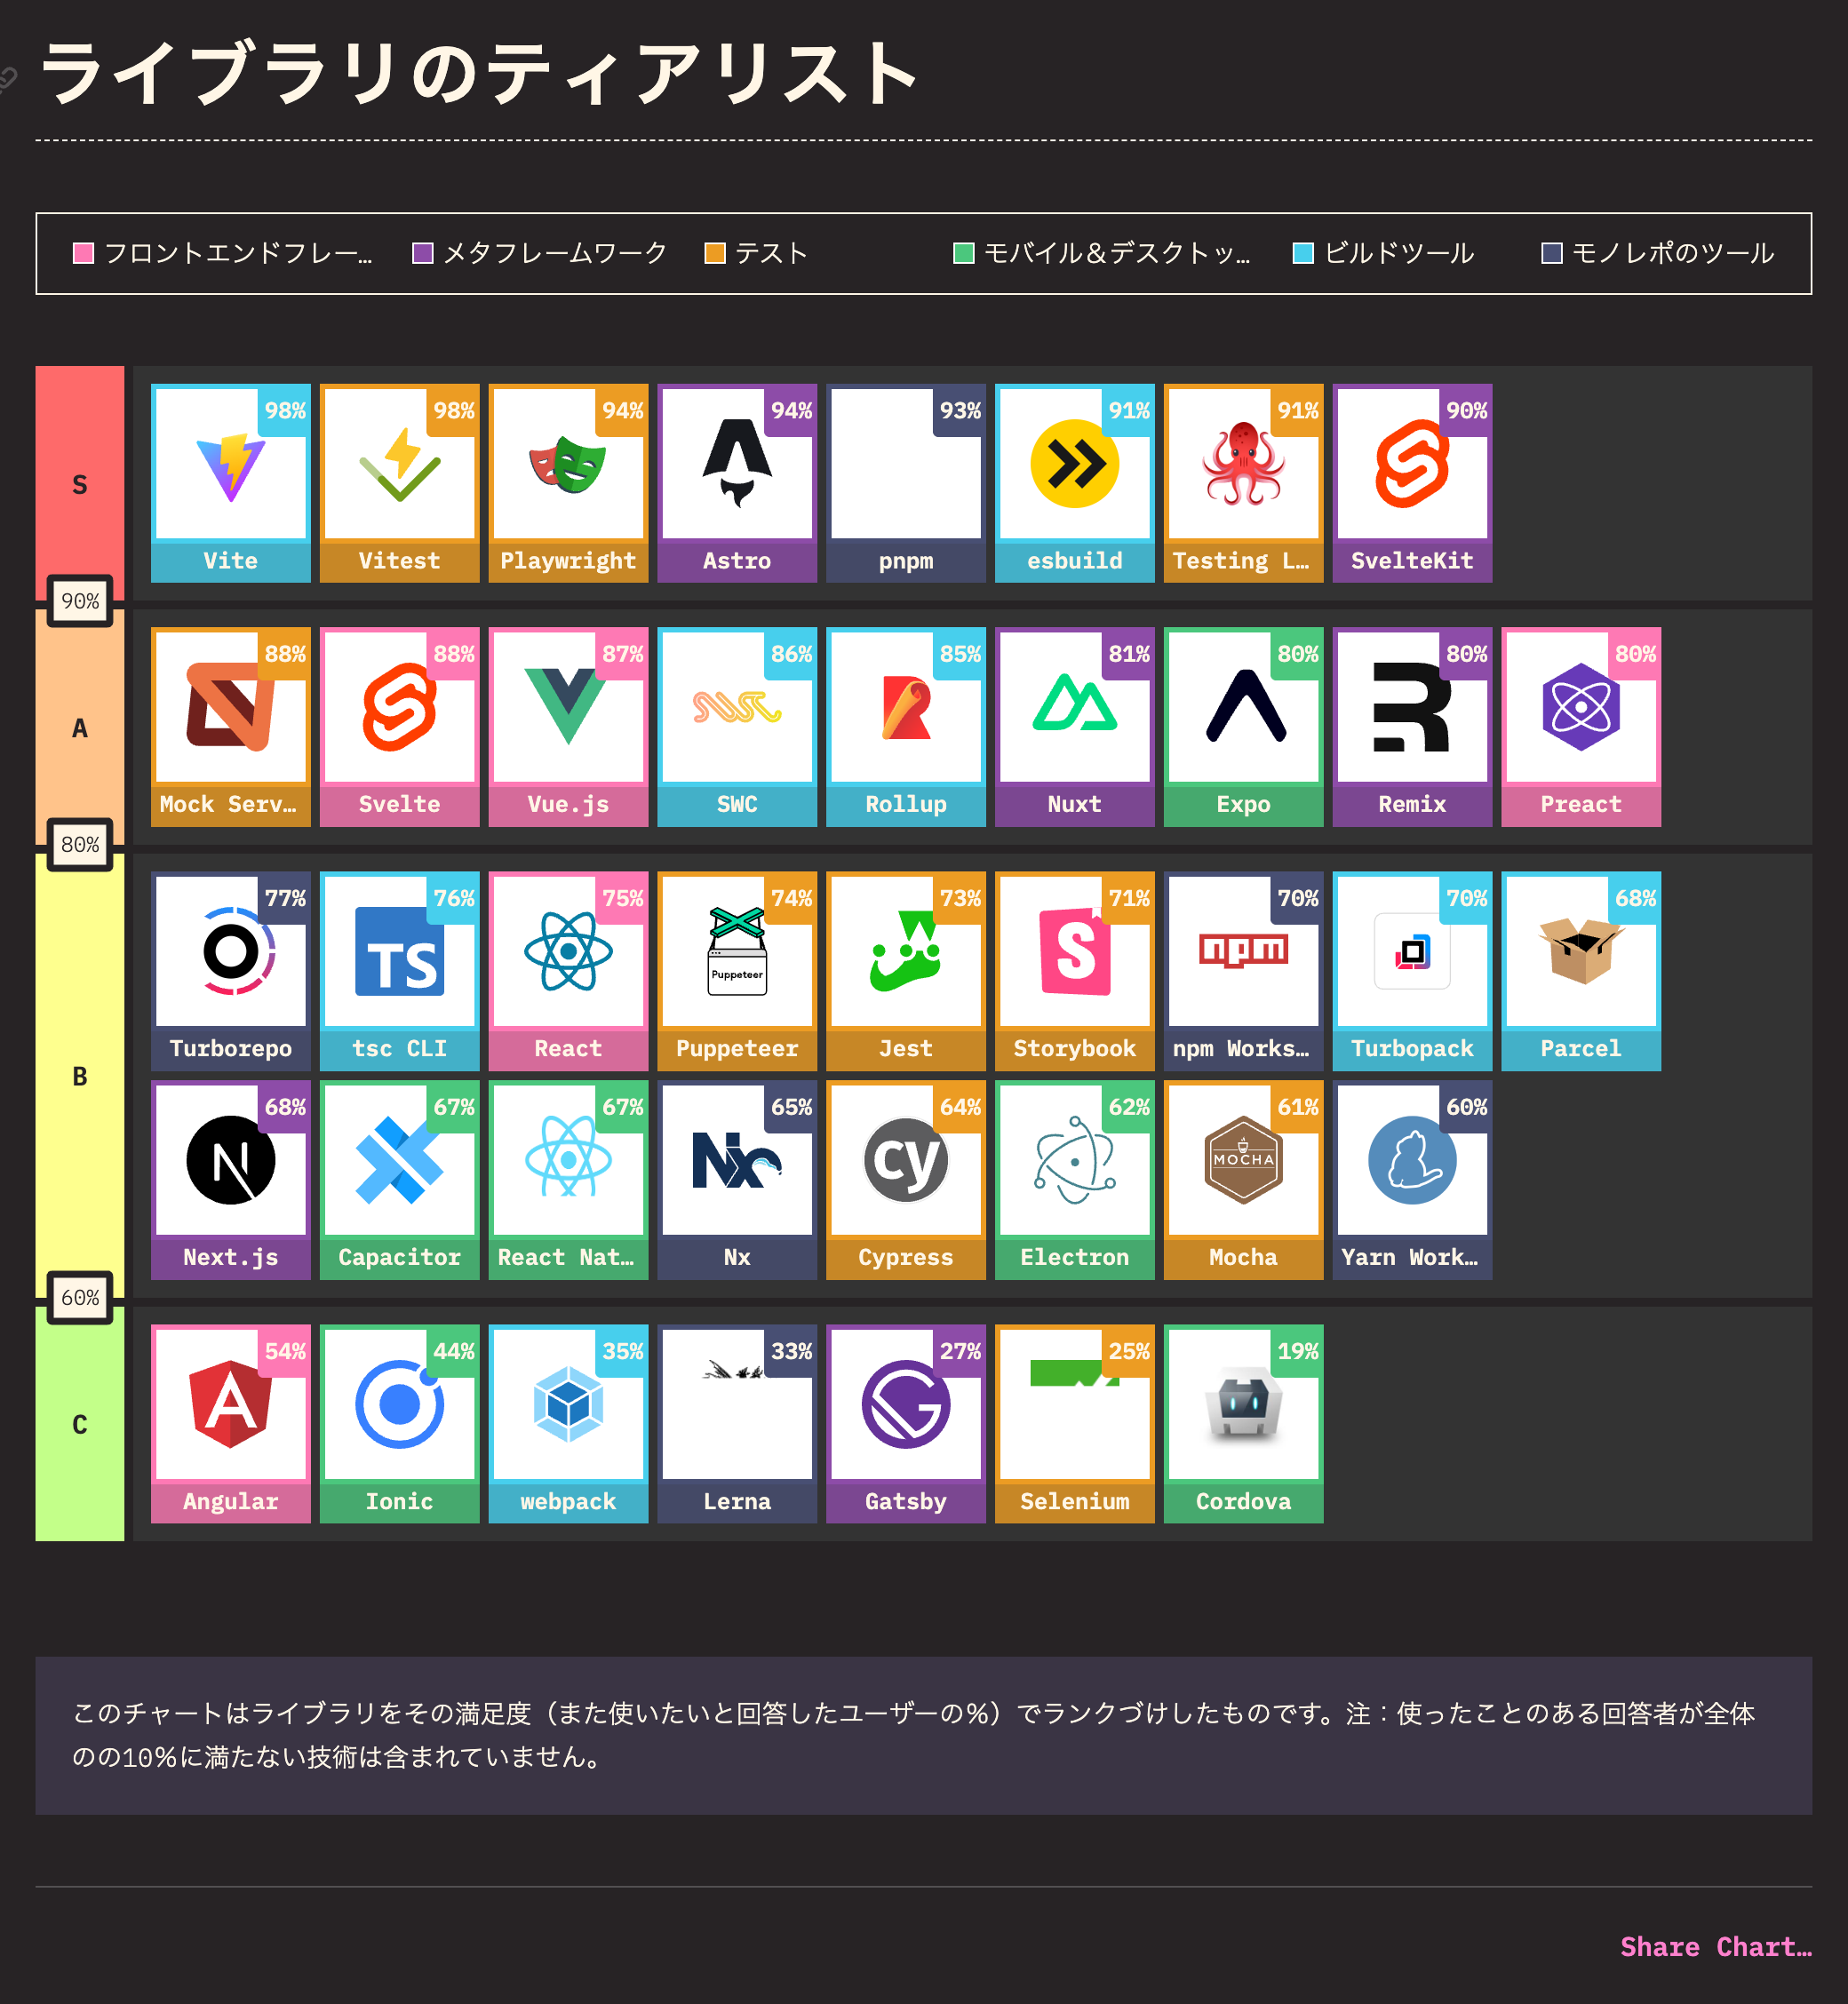 ライブラリのティアリスト
フロントエンドフレー… メタフレームワーク テスト モバイル&デスクトッ… ビルドツール モノレポのツール
S
98% 98% 94% 94% 93% 91% 91% 90%
Vite Vitest Playwright Astro pnpm esbuild Testing L… SvelteKit
90%
A
88% 88% 87% 86% 85% 81% 80% 80% 80%
Mock Serv… Svelte Vue.js SWC Rollup Nuxt Expo Remix Preact
80%
B
77% 76% 75% 74% 73% 71% 70% 70% 68%
TS Puppeteer S npm
Turborepo tsc CLI React Puppeteer Jest Storybook npm Works… Turbopack Parcel
68% 67% 67% 65% 64% 62% 61% 60%
N Nx cy MOCHA
Next.js Capacitor React Nat… Nx Cypress Electron Mocha Yarn Work…
60%
C
54% 44% 35% 33% 27% 25% 19%
A G
Angular Ionic webpack Lerna Gatsby Selenium Cordova
このチャートはライブラリをその満足度（また使いたいと回答したユーザーの%）でランクづけしたものです。注：使ったことのある回答者が全体
のの10%に満たない技術は含まれていません。
Share Chart…